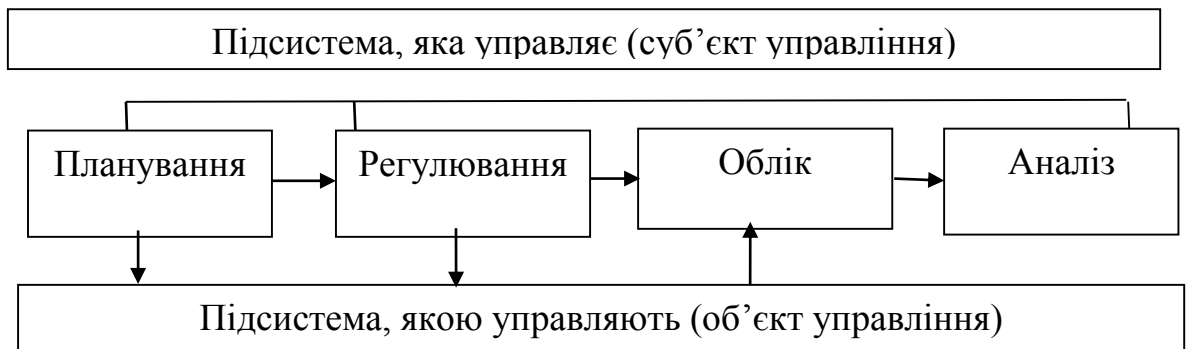 Підсистема, яка управляє (суб’єкт управління)
Планування
Регулювання
Облік
Аналіз
Підсистема, якою управляють (об’єкт управління)